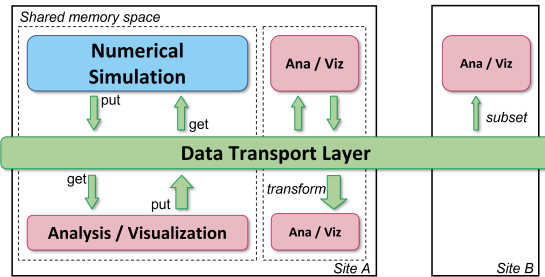 Shared memory space
Numerical
Simulation
Ana / Viz
Ana / Viz
put
get
subset
Data Transport Layer
get
put
transform
Analysis / Visualization
Ana / Viz
Site A
Site B